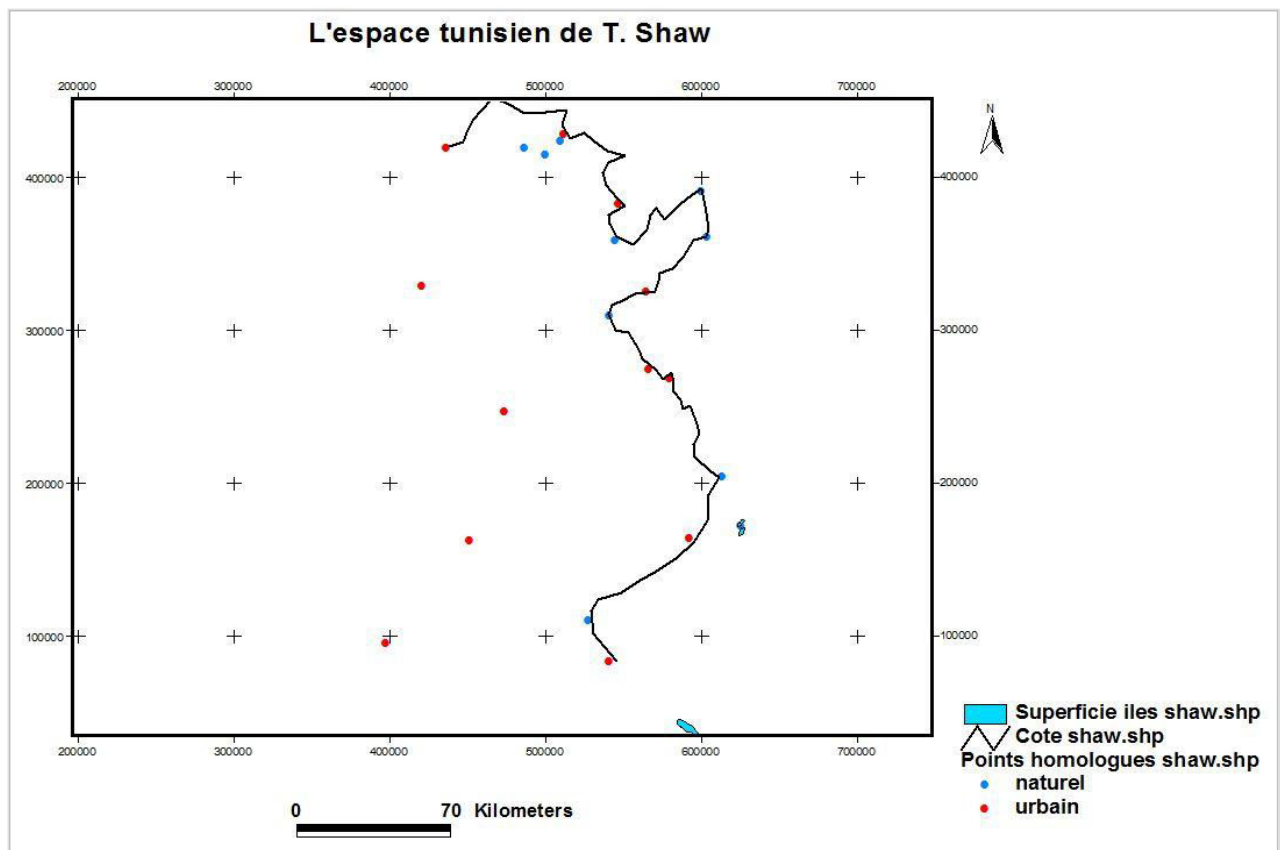 L'espace tunisien de T. Shaw
200000 300000 400000 500000 600000 700000
N
400000 400000
300000 300000
200000 200000
100000 100000
200000 300000 400000 500000 600000 700000
Superficie iles shaw.shp
Cote shaw.shp
Points homologues shaw.shp
naturel
urbain
0 70 Kilometers